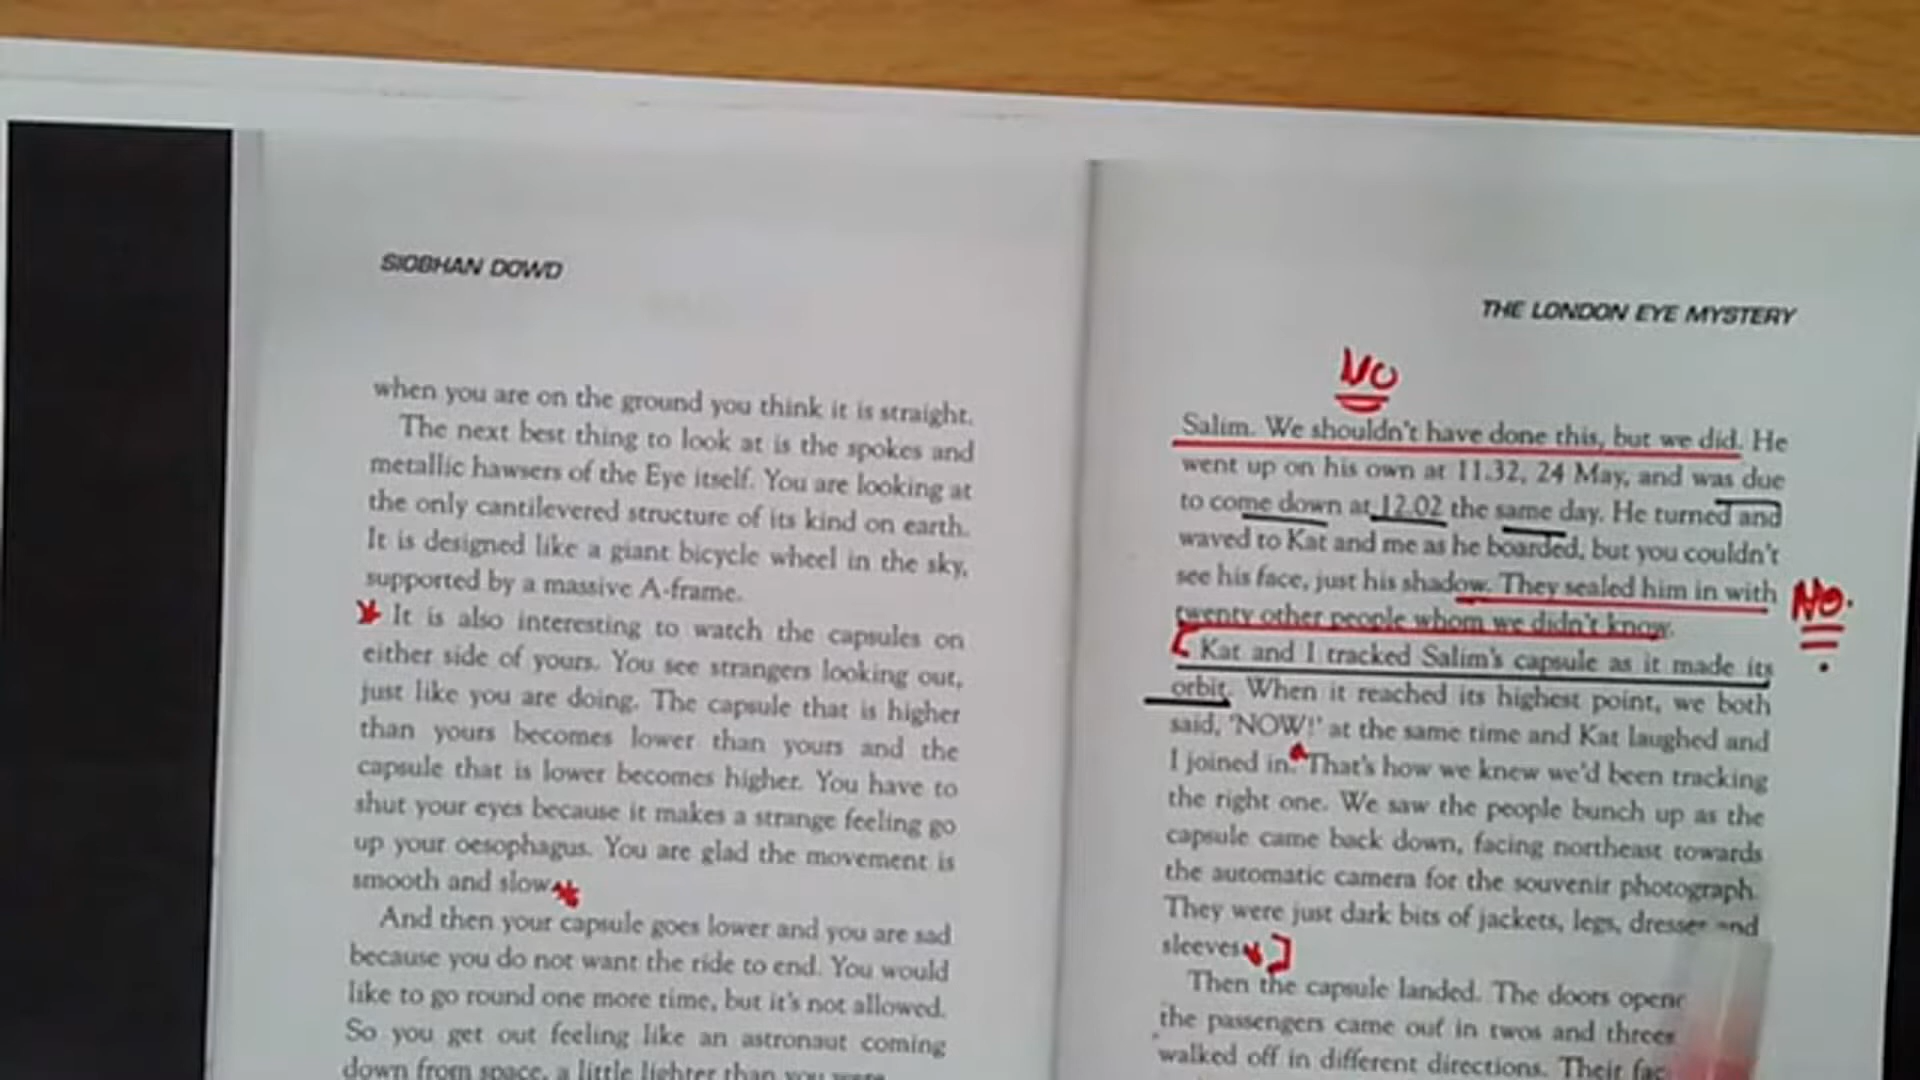 SIOBHAN DOWD
when you are on the ground you think it is straight.
The next best thing to look at is the spokes and
metallic hawsers of the Eye itself. You are looking at
the only cantilevered structure of its kind on earth.
It is designed like a giant bicycle wheel in the sky,
supported by a massive A-frame.
It is also interesting to watch the capsules on
either side of yours. You see strangers looking out,
just like you are doing. The capsule that is higher
than yours becomes lower than yours and the
capsule that is lower becomes higher. You have to
shut your eyes because it makes a strange feeling go
up your oesophagus. You are glad the movement is
smooth and slow.
And then your capsule goes lower and you are sad
because you do not want the ride to end. You would
like to go round one more time, but it's not allowed.
So you get out feeling like an astronaut coming
down from space, a little lighter than you were.
THE LONDON EYE MYSTERY
NO
Salim. We shouldn't have done this, but we did. He
went up on his own at 11.32, 24 May, and was due
to come down at 12.02 the same day. He turned and
waved to Kat and me as he boarded, but you couldn't
see his face, just his shadow. They sealed him in with
NO.
twenty other people whom we didn't know.
Kat and I tracked Salim's capsule as it made its
orbit. When it reached its highest point, we both
said, 'NOW!' at the same time and Kat laughed and
I joined in. That's how we knew we'd been tracking
the right one. We saw the people bunch up as the
capsule came back down, facing northeast towards
the automatic camera for the souvenir photograph.
They were just dark bits of jackets, legs, dresses and
sleeves.
Then the capsule landed. The doors
the passengers came out in twos and threes
walked off in different directions. Their